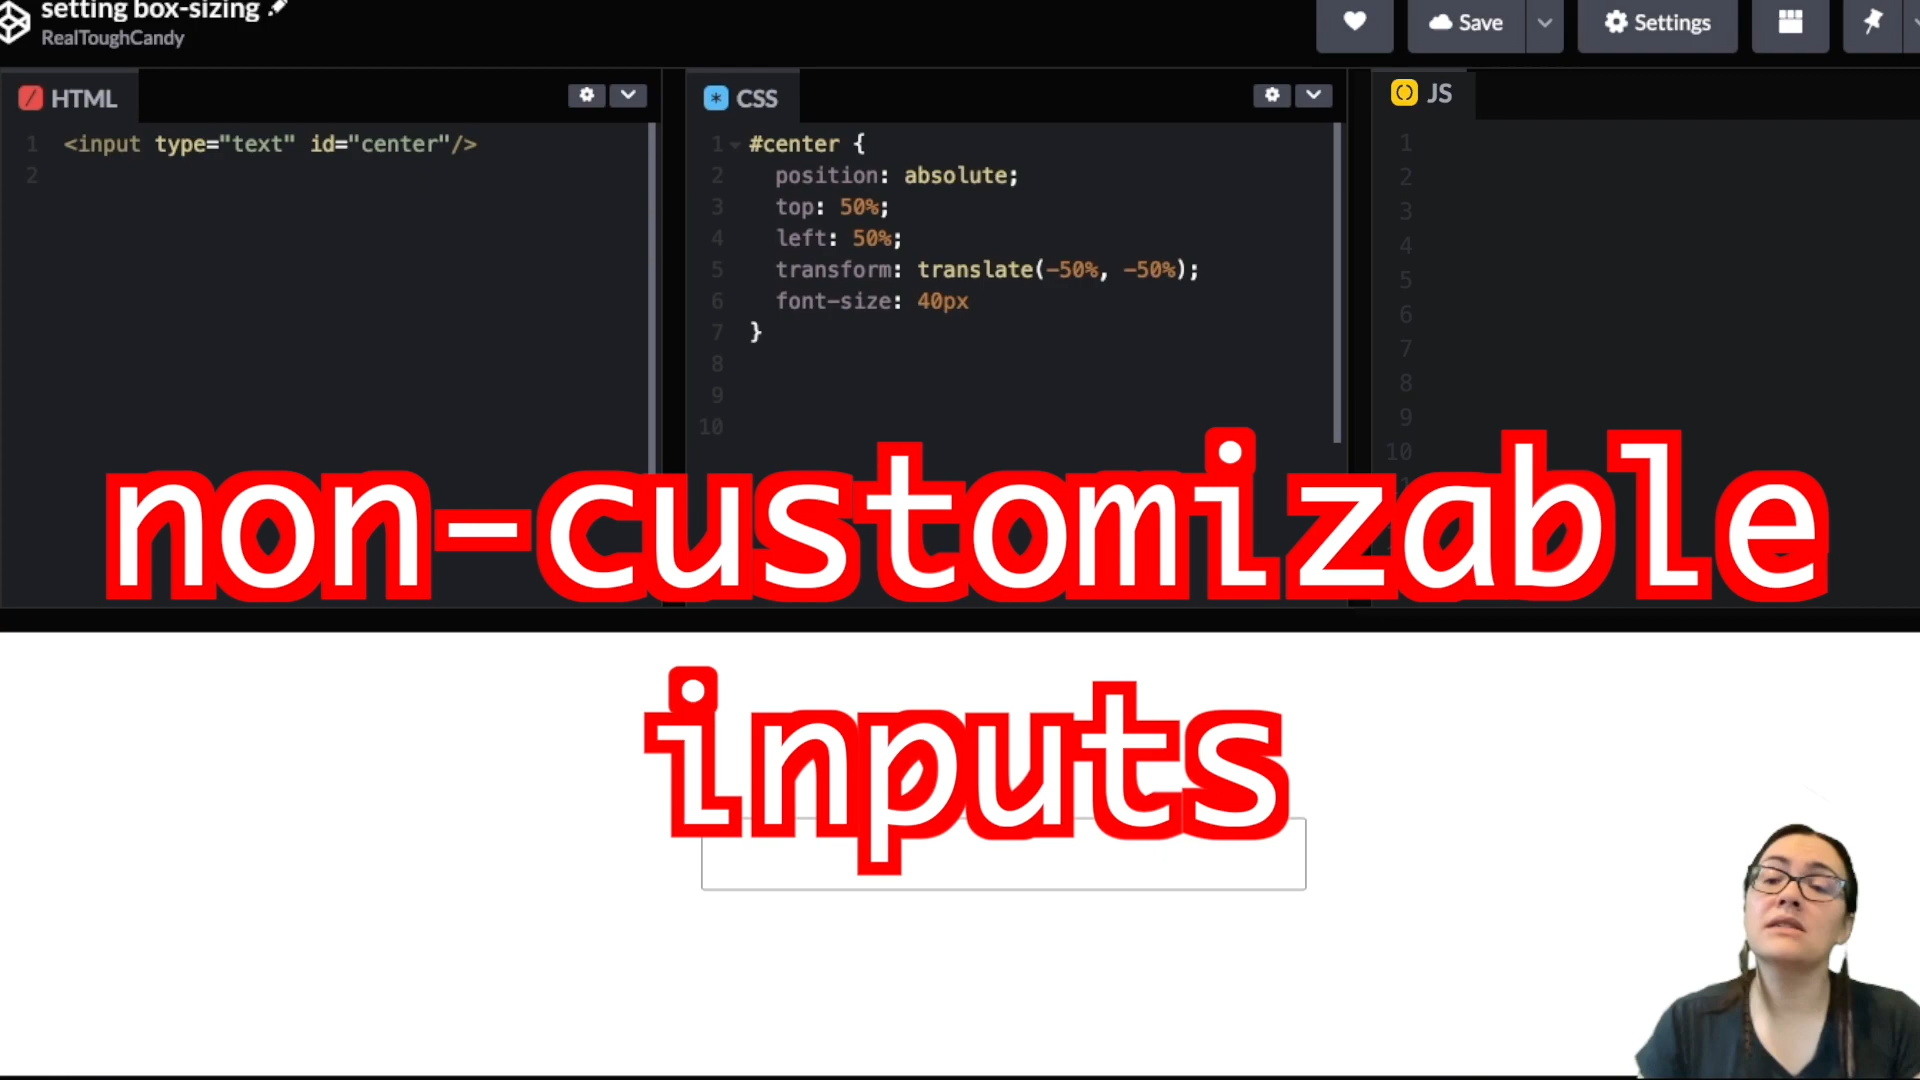 setting box-sizing
RealToughCandy
Save
Settings
HTML
CSS
JS
1 <input type="text" id="center"/>
2
1 #center {
2 position: absolute;
3 top: 50%;
4 left: 50%;
5 transform: translate(-50%, -50%);
6 font-size: 40px
7 }
8
9
10
1
2
3
4
5
6
7
8
9
10
non-customizable
inputs